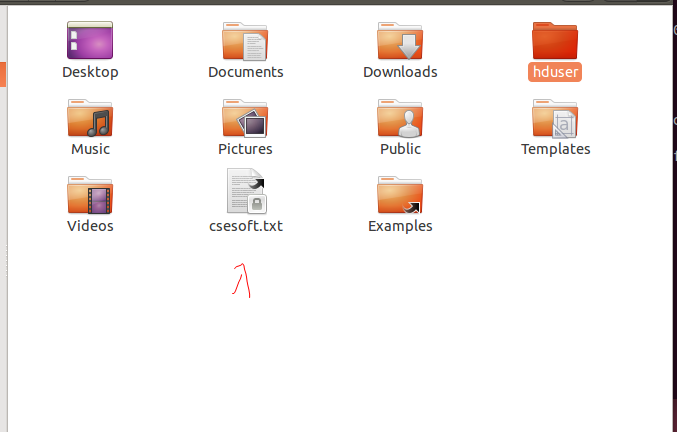 Desktop Documents Downloads hduser
Music Pictures Public Templates
Videos csesoft.txt Examples